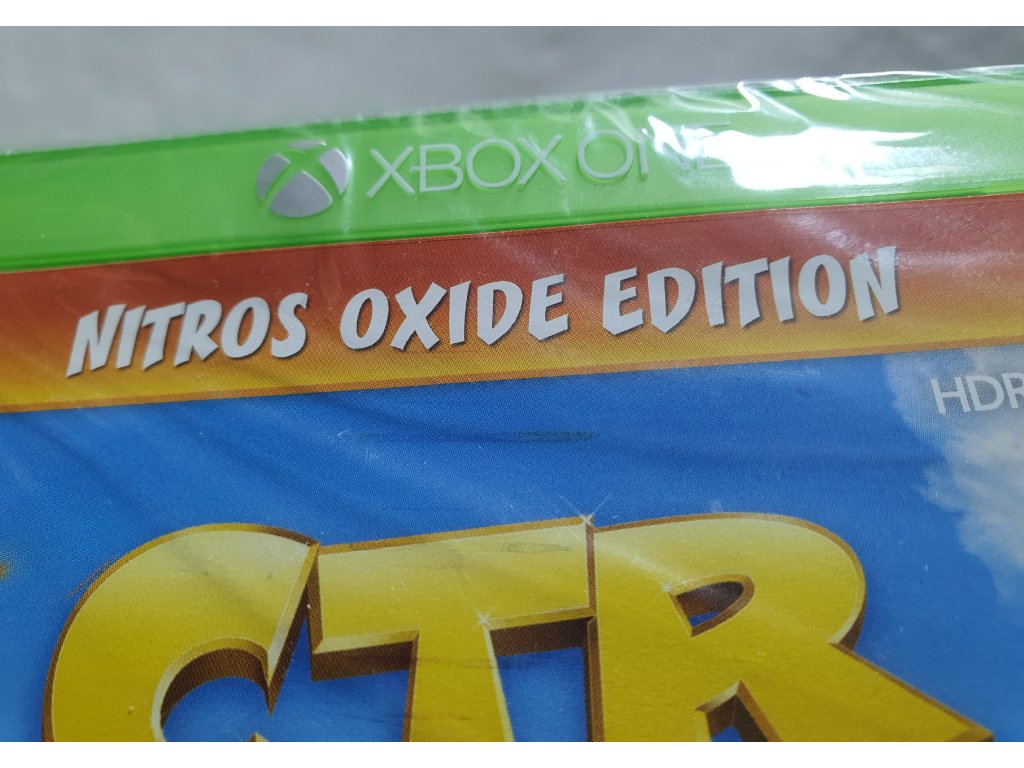 XBOX ONE
NITROS OXIDE EDITION
HDR
CTR